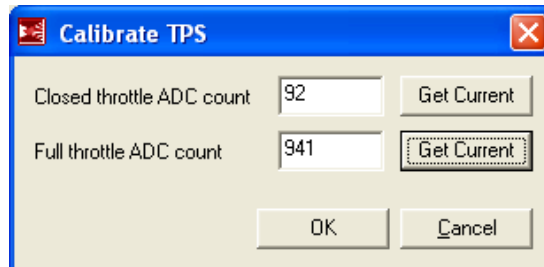 Calibrate TPS
Closed throttle ADC count 92 Get Current
Full throttle ADC count 941 Get Current
OK Cancel